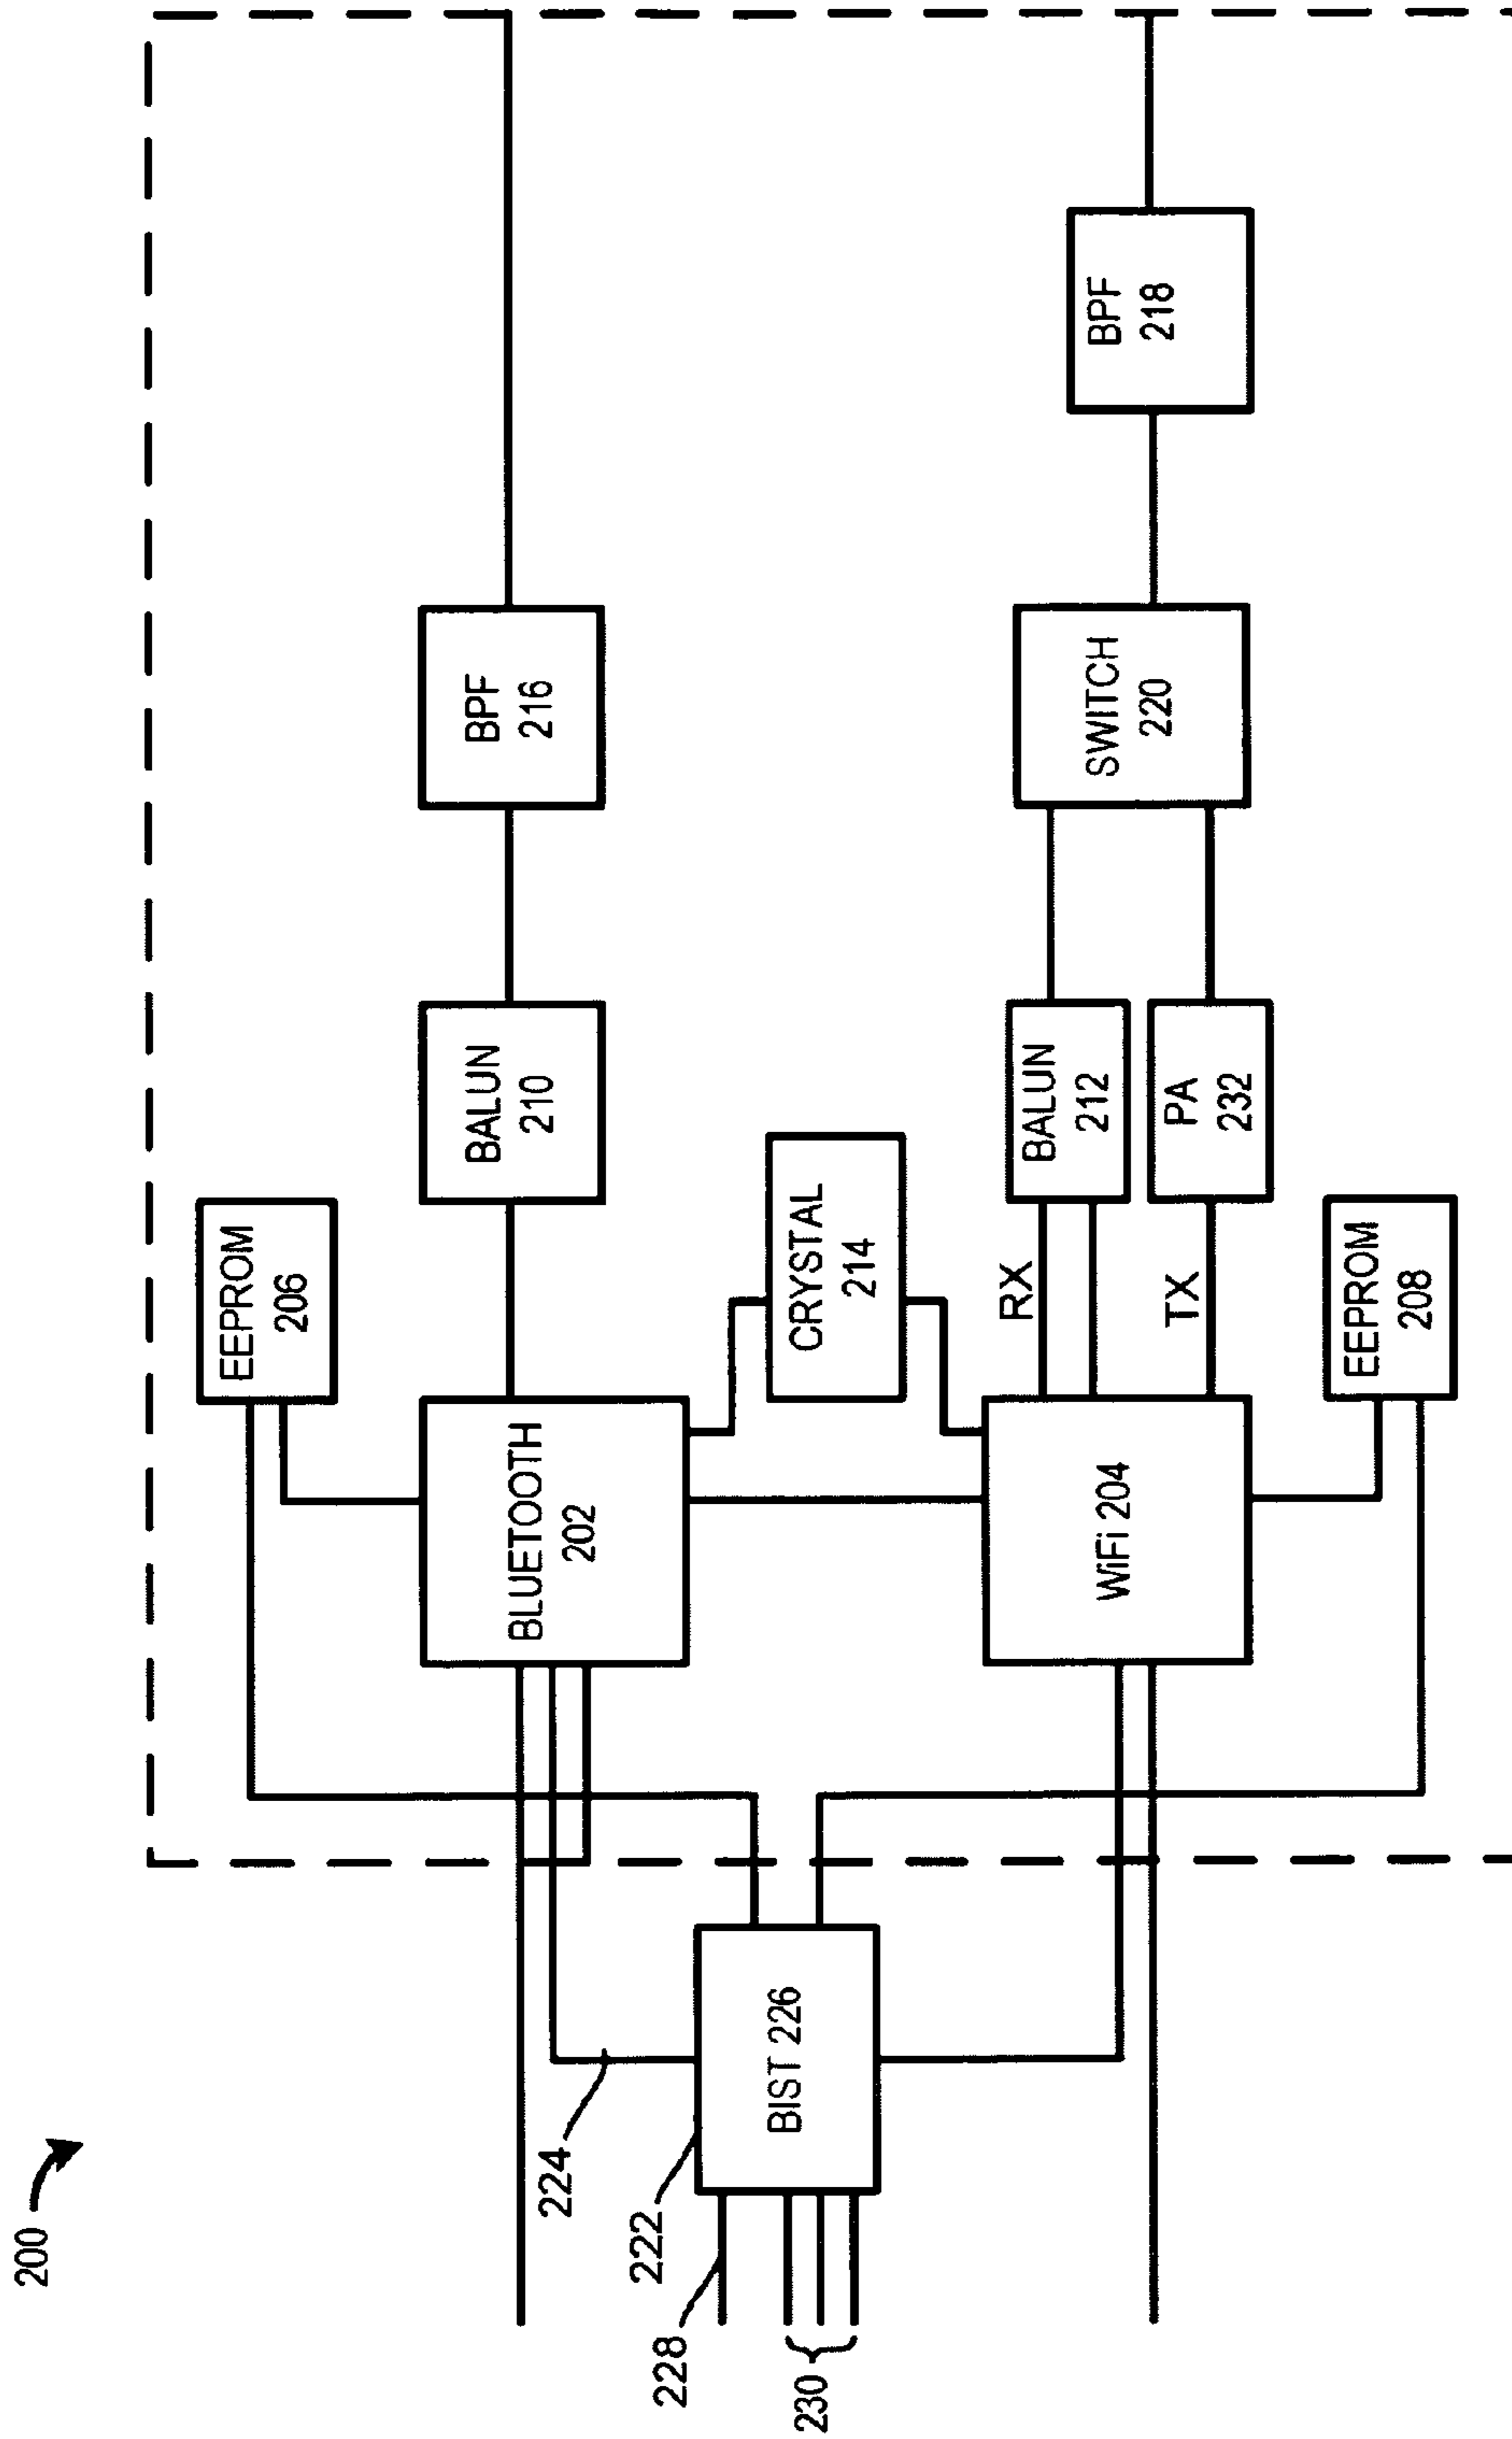 200
EEPROM
206
BLUETOOTH
202
BALUN
210
BPF
216
224
222
228
230
BIST 226
CRYSTAL
214
WiFi 204
RX
TX
BALUN
212
PA
232
SWITCH
220
BPF
218
EEPROM
208